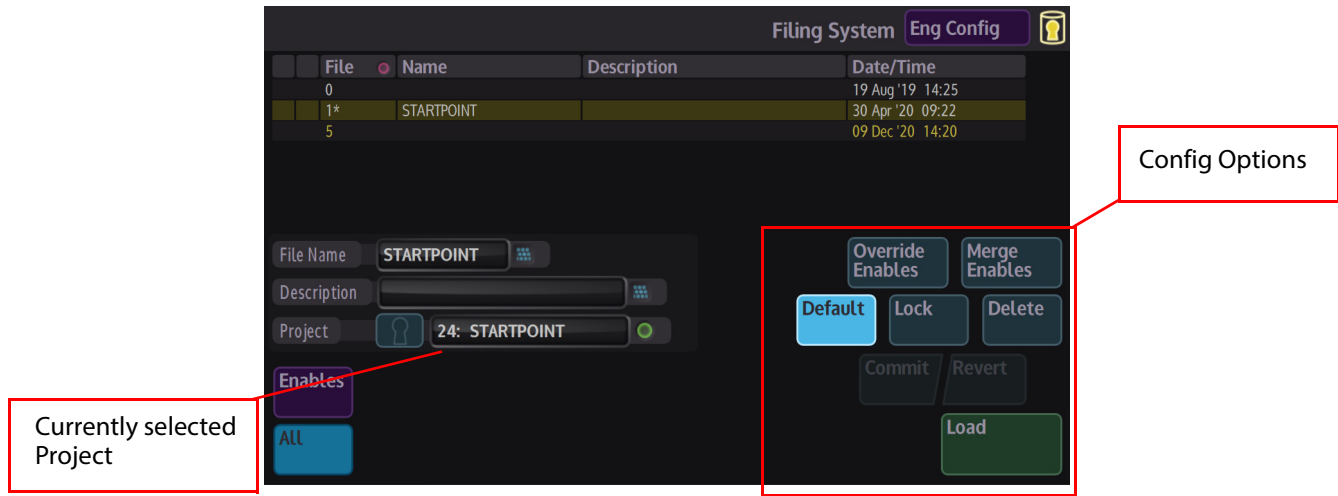 Filing System Eng Config
File Name Description Date/Time
0 19 Aug '19 14:25
1* STARTPOINT 30 Apr '20 09:22
5 09 Dec '20 14:20
Config Options
File Name STARTPOINT
Override
Enables
Merge
Enables
Description
Default Lock Delete
Project 24: STARTPOINT
Commit Revert
Enables
Currently selected
Project
Load
All